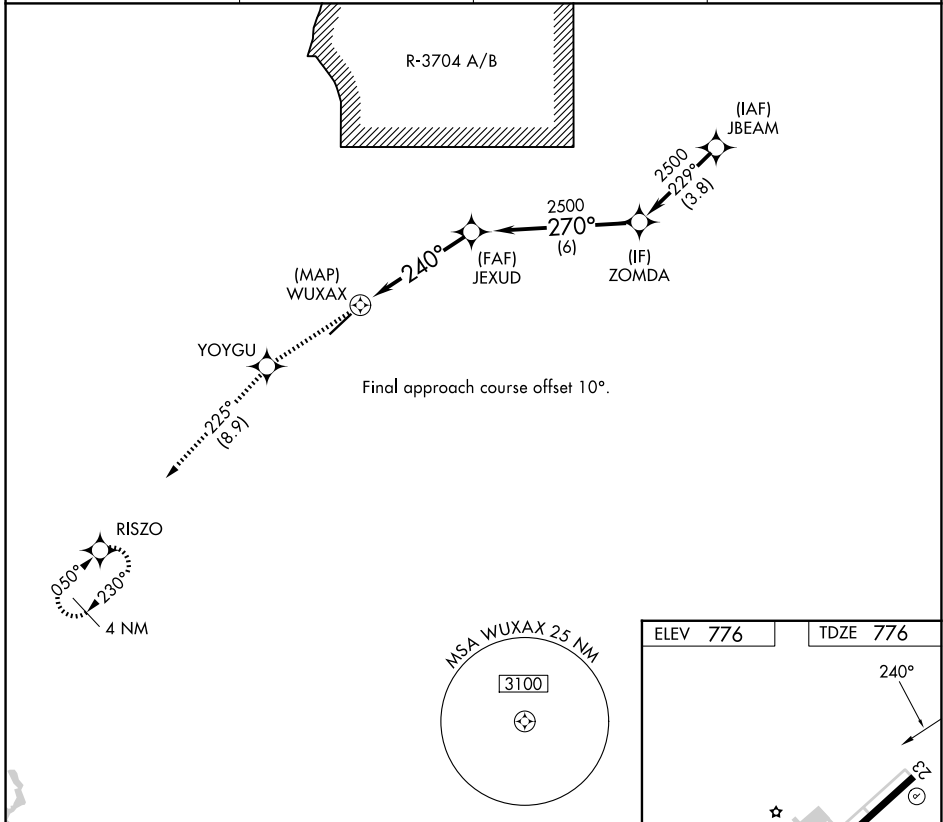 R-3704 A/B
(IAF)
JBEAM
2500
229°
(3.8)
2500
270°
(6)
(IF)
ZOMDA
(FAF)
JEXUD
240°
(MAP)
WUXAX
YOYGU
Final approach course offset 10°.
225°
(8.9)
RISZO
050°
230°
4 NM
MSA WUXAX 25 NM
3100
ELEV 776
TDZE 776
240°
23
P